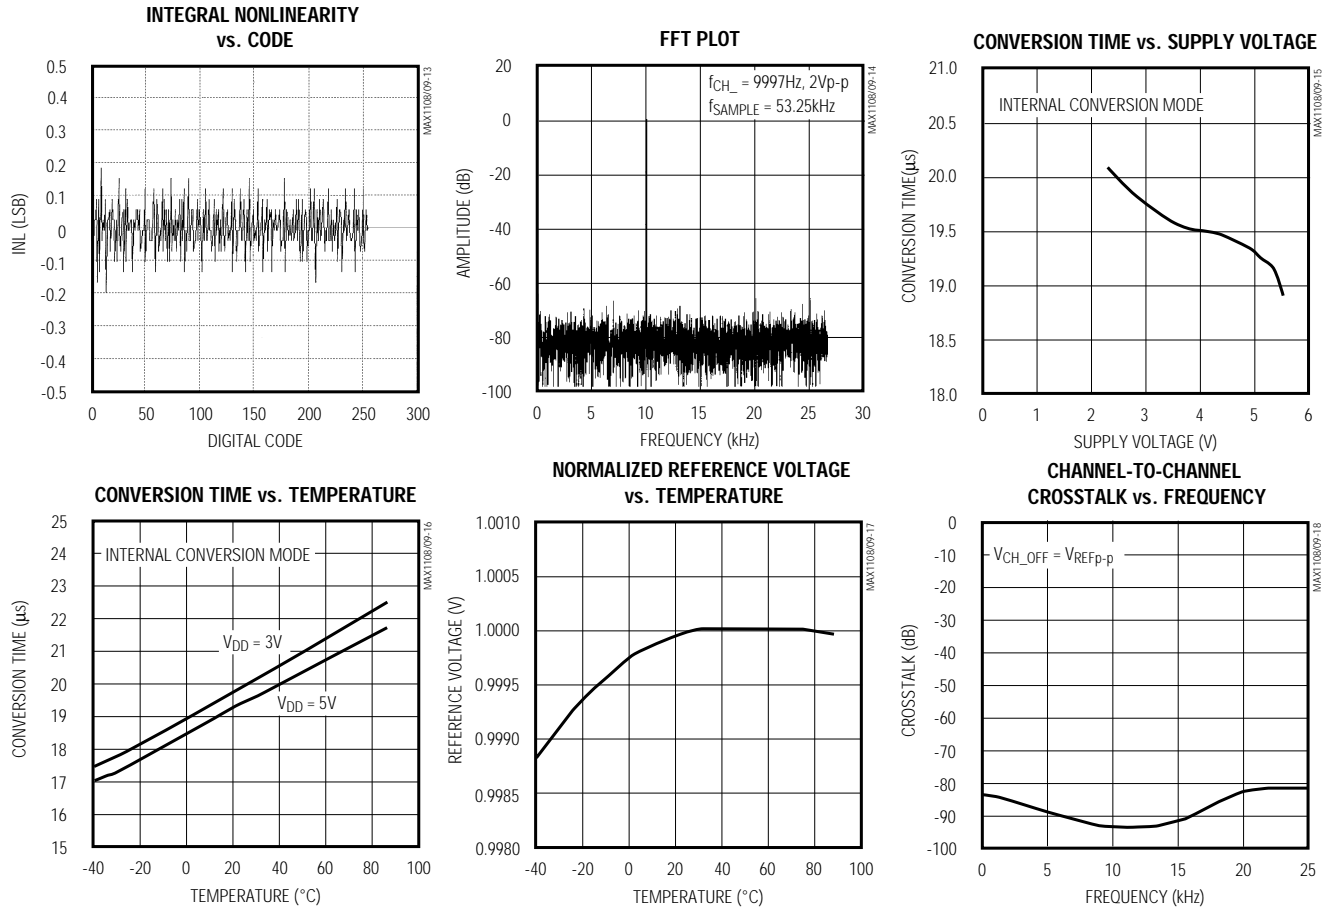 INTEGRAL NONLINEARITY
vs. CODE
0.5
0.4
0.3
0.2
0.1
0
-0.1
-0.2
-0.3
-0.4
-0.5
INL (LSB)
0 50 100 150 200 250 300
DIGITAL CODE
MAX1108/09-13
FFT PLOT
20
0
-20
-40
-60
-80
-100
AMPLITUDE (dB)
fCH_ = 9997Hz, 2Vp-p
fSAMPLE = 53.25kHz
0 5 10 15 20 25 30
FREQUENCY (kHz)
MAX1108/09-14
CONVERSION TIME vs. SUPPLY VOLTAGE
21.0
20.5
20.0
19.5
19.0
18.5
18.0
CONVERSION TIME(µs)
INTERNAL CONVERSION MODE
0 1 2 3 4 5 6
SUPPLY VOLTAGE (V)
MAX1108/09-15
CONVERSION TIME vs. TEMPERATURE
25
24
23
22
21
20
19
18
17
16
15
CONVERSION TIME (µs)
INTERNAL CONVERSION MODE
VDD = 3V
VDD = 5V
-40 -20 0 20 40 60 80 100
TEMPERATURE (°C)
MAX1108/09-16
NORMALIZED REFERENCE VOLTAGE
vs. TEMPERATURE
1.0010
1.0005
1.0000
0.9995
0.9990
0.9985
0.9980
REFERENCE VOLTAGE (V)
-40 -20 0 20 40 60 80 100
TEMPERATURE (°C)
MAX1108/09-17
CHANNEL-TO-CHANNEL
CROSSTALK vs. FREQUENCY
0
-10
-20
-30
-40
-50
-60
-70
-80
-90
-100
CROSSTALK (dB)
VCH_OFF = VREFp-p
0 5 10 15 20 25
FREQUENCY (kHz)
MAX1108/09-18